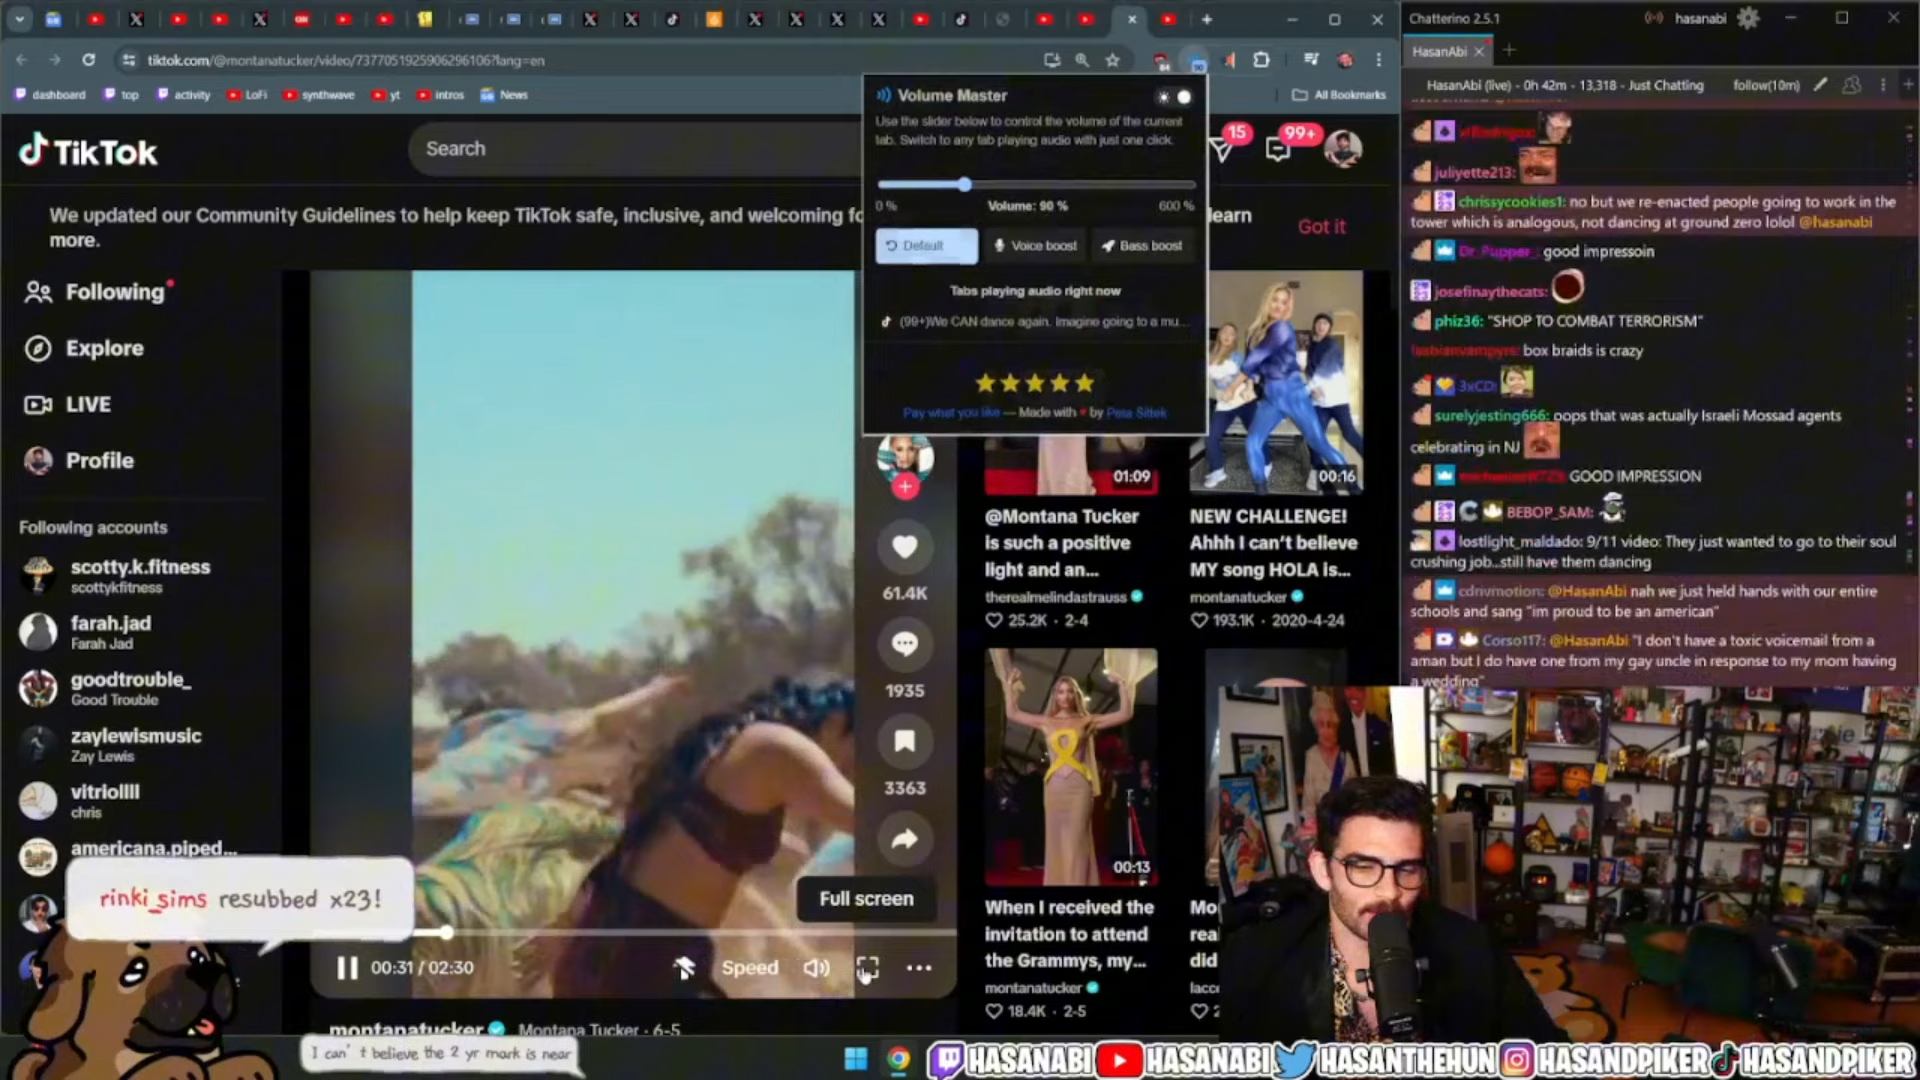 tiktok.com/@montanatucker/video/7377051925906296106?lang=en
dashboard
top
activity
LoFi
synthwave
yt
intros
News
All Bookmarks
TikTok
Search
15
99+
We updated our Community Guidelines to help keep TikTok safe, inclusive, and welcoming
learn
more.
Got it
Following
Explore
LIVE
Profile
Following accounts
scotty.k.fitness
scottykfitness
farah.jad
Farah Jad
goodtrouble_
Good Trouble
zaylewismusic
Zay Lewis
vitriollll
chris
americana.piped...
rinki_sims resubbed x23!
I can't believe the 2 yr mark is near
Volume Master
Use the slider below to control the volume of the current
tab. Switch to any tab playing audio with just one click.
0 %
Volume: 90 %
600 %
Default
Voice boost
Bass boost
Tabs playing audio right now
(99+)We CAN dance again. Imagine going to a mu...
Pay what you like — Made with ♥ by Peta Sittek
61.4K
1935
3363
Full screen
00:31 / 02:30
Speed
montanatucker
Montana Tucker · 6-5
01:09
@Montana Tucker
is such a positive
light and an...
therealmelindastrauss
25.2K · 2-4
00:16
NEW CHALLENGE!
Ahhh I can't believe
MY song HOLA is...
montanatucker
193.1K · 2020-4-24
00:13
When I received the
invitation to attend
the Grammys, my...
montanatucker
18.4K · 2-5
Chatterino 2.5.1
hasanabi
HasanAbi
HasanAbi (live) - 0h 42m - 13,318 - Just Chatting
follow(10m)
juliyette213:
chrissycookies1: no but we re-enacted people going to work in the
tower which is analogous, not dancing at ground zero lolol @hasanabi
Dr_Pupper_: good impressoin
josefinaythecats:
phiz36: "SHOP TO COMBAT TERRORISM"
box braids is crazy
3xCD:
surelyjesting666: oops that was actually Israeli Mossad agents
celebrating in NJ
GOOD IMPRESSION
BEBOP_SAM:
lostlight_maldado: 9/11 video: They just wanted to go to their soul
crushing job...still have them dancing
cdnvmotion: @HasanAbi nah we just held hands with our entire
schools and sang "im proud to be an american"
Corso117: @HasanAbi "I don't have a toxic voicemail from a
aman but I do have one from my gay uncle in response to my mom having
a wedding"
HASANABI
HASANABI
HASANTHEHUN
HASANDPIKER
HASANDPIKER